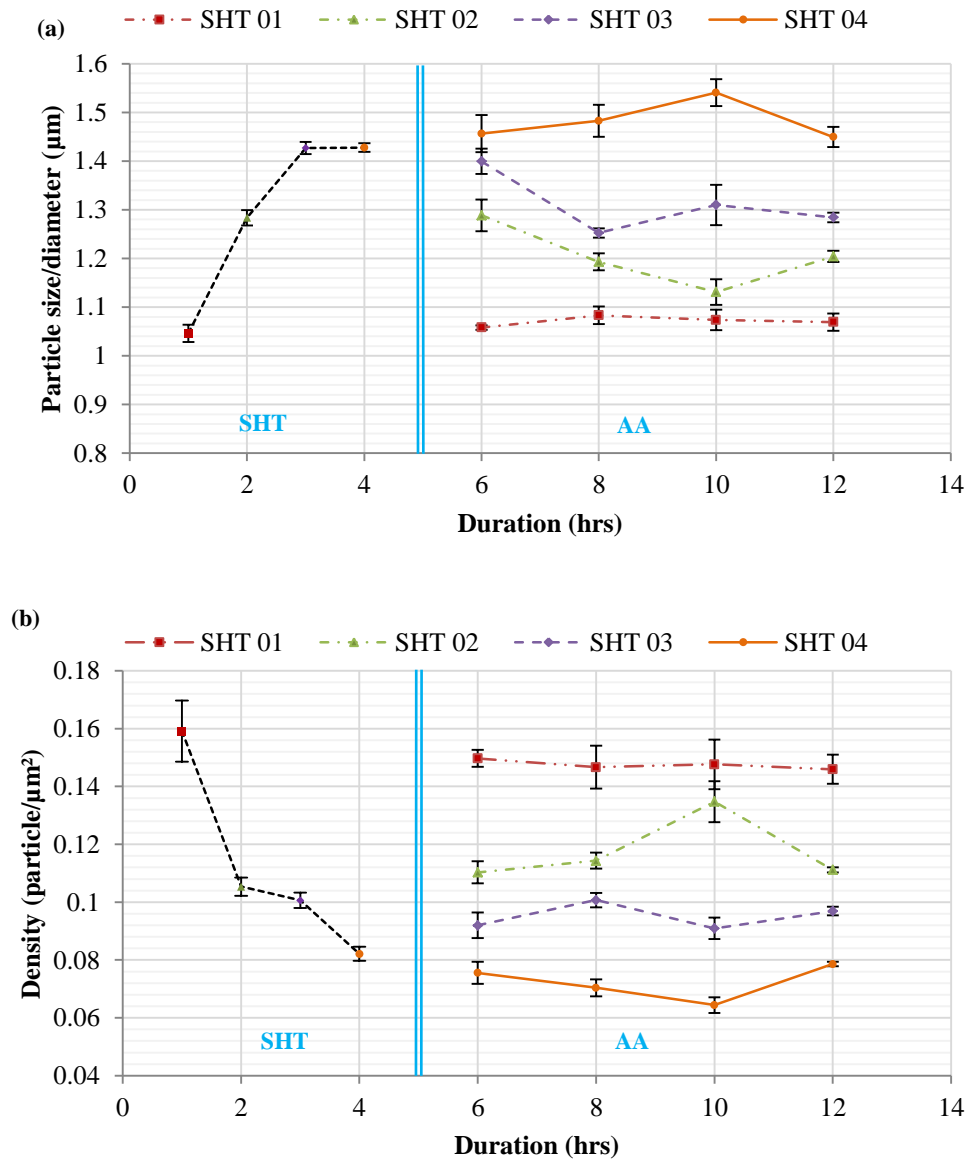 (a)
SHT 01 SHT 02 SHT 03 SHT 04
Particle size/diameter (µm)
1.6
1.5
1.4
1.3
1.2
1.1
1
0.9
0.8
SHT AA
0 2 4 6 8 10 12 14
Duration (hrs)
(b)
SHT 01 SHT 02 SHT 03 SHT 04
Density (particle/µm²)
0.18
0.16
0.14
0.12
0.1
0.08
0.06
0.04
SHT AA
0 2 4 6 8 10 12 14
Duration (hrs)